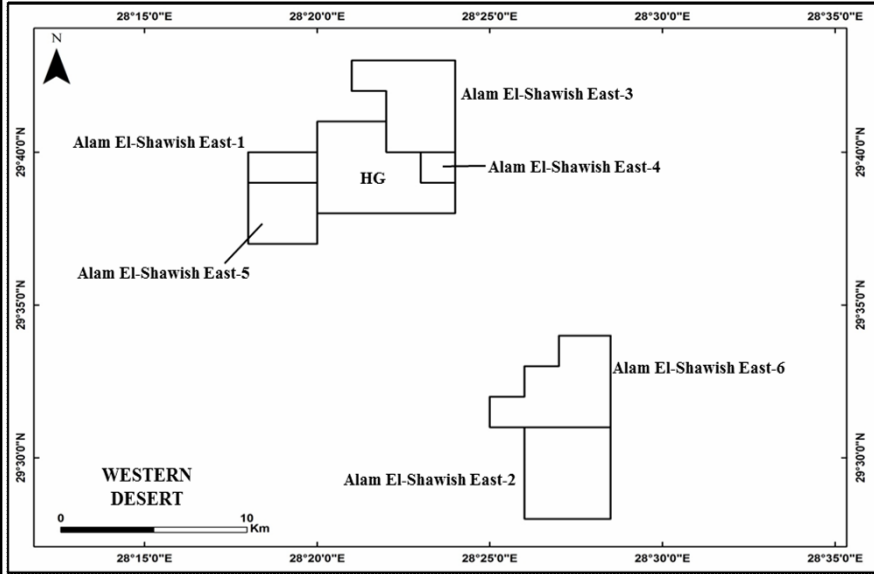 28°15'0"E 28°20'0"E 28°25'0"E 28°30'0"E 28°35'0"E
N
Alam El-Shawish East-3
Alam El-Shawish East-1
29°40'0"N 29°40'0"N
Alam El-Shawish East-4
HG
Alam El-Shawish East-5
29°35'0"N 29°35'0"N
Alam El-Shawish East-6
29°30'0"N 29°30'0"N
Alam El-Shawish East-2
WESTERN
DESERT
0 10
Km
28°15'0"E 28°20'0"E 28°25'0"E 28°30'0"E 28°35'0"E